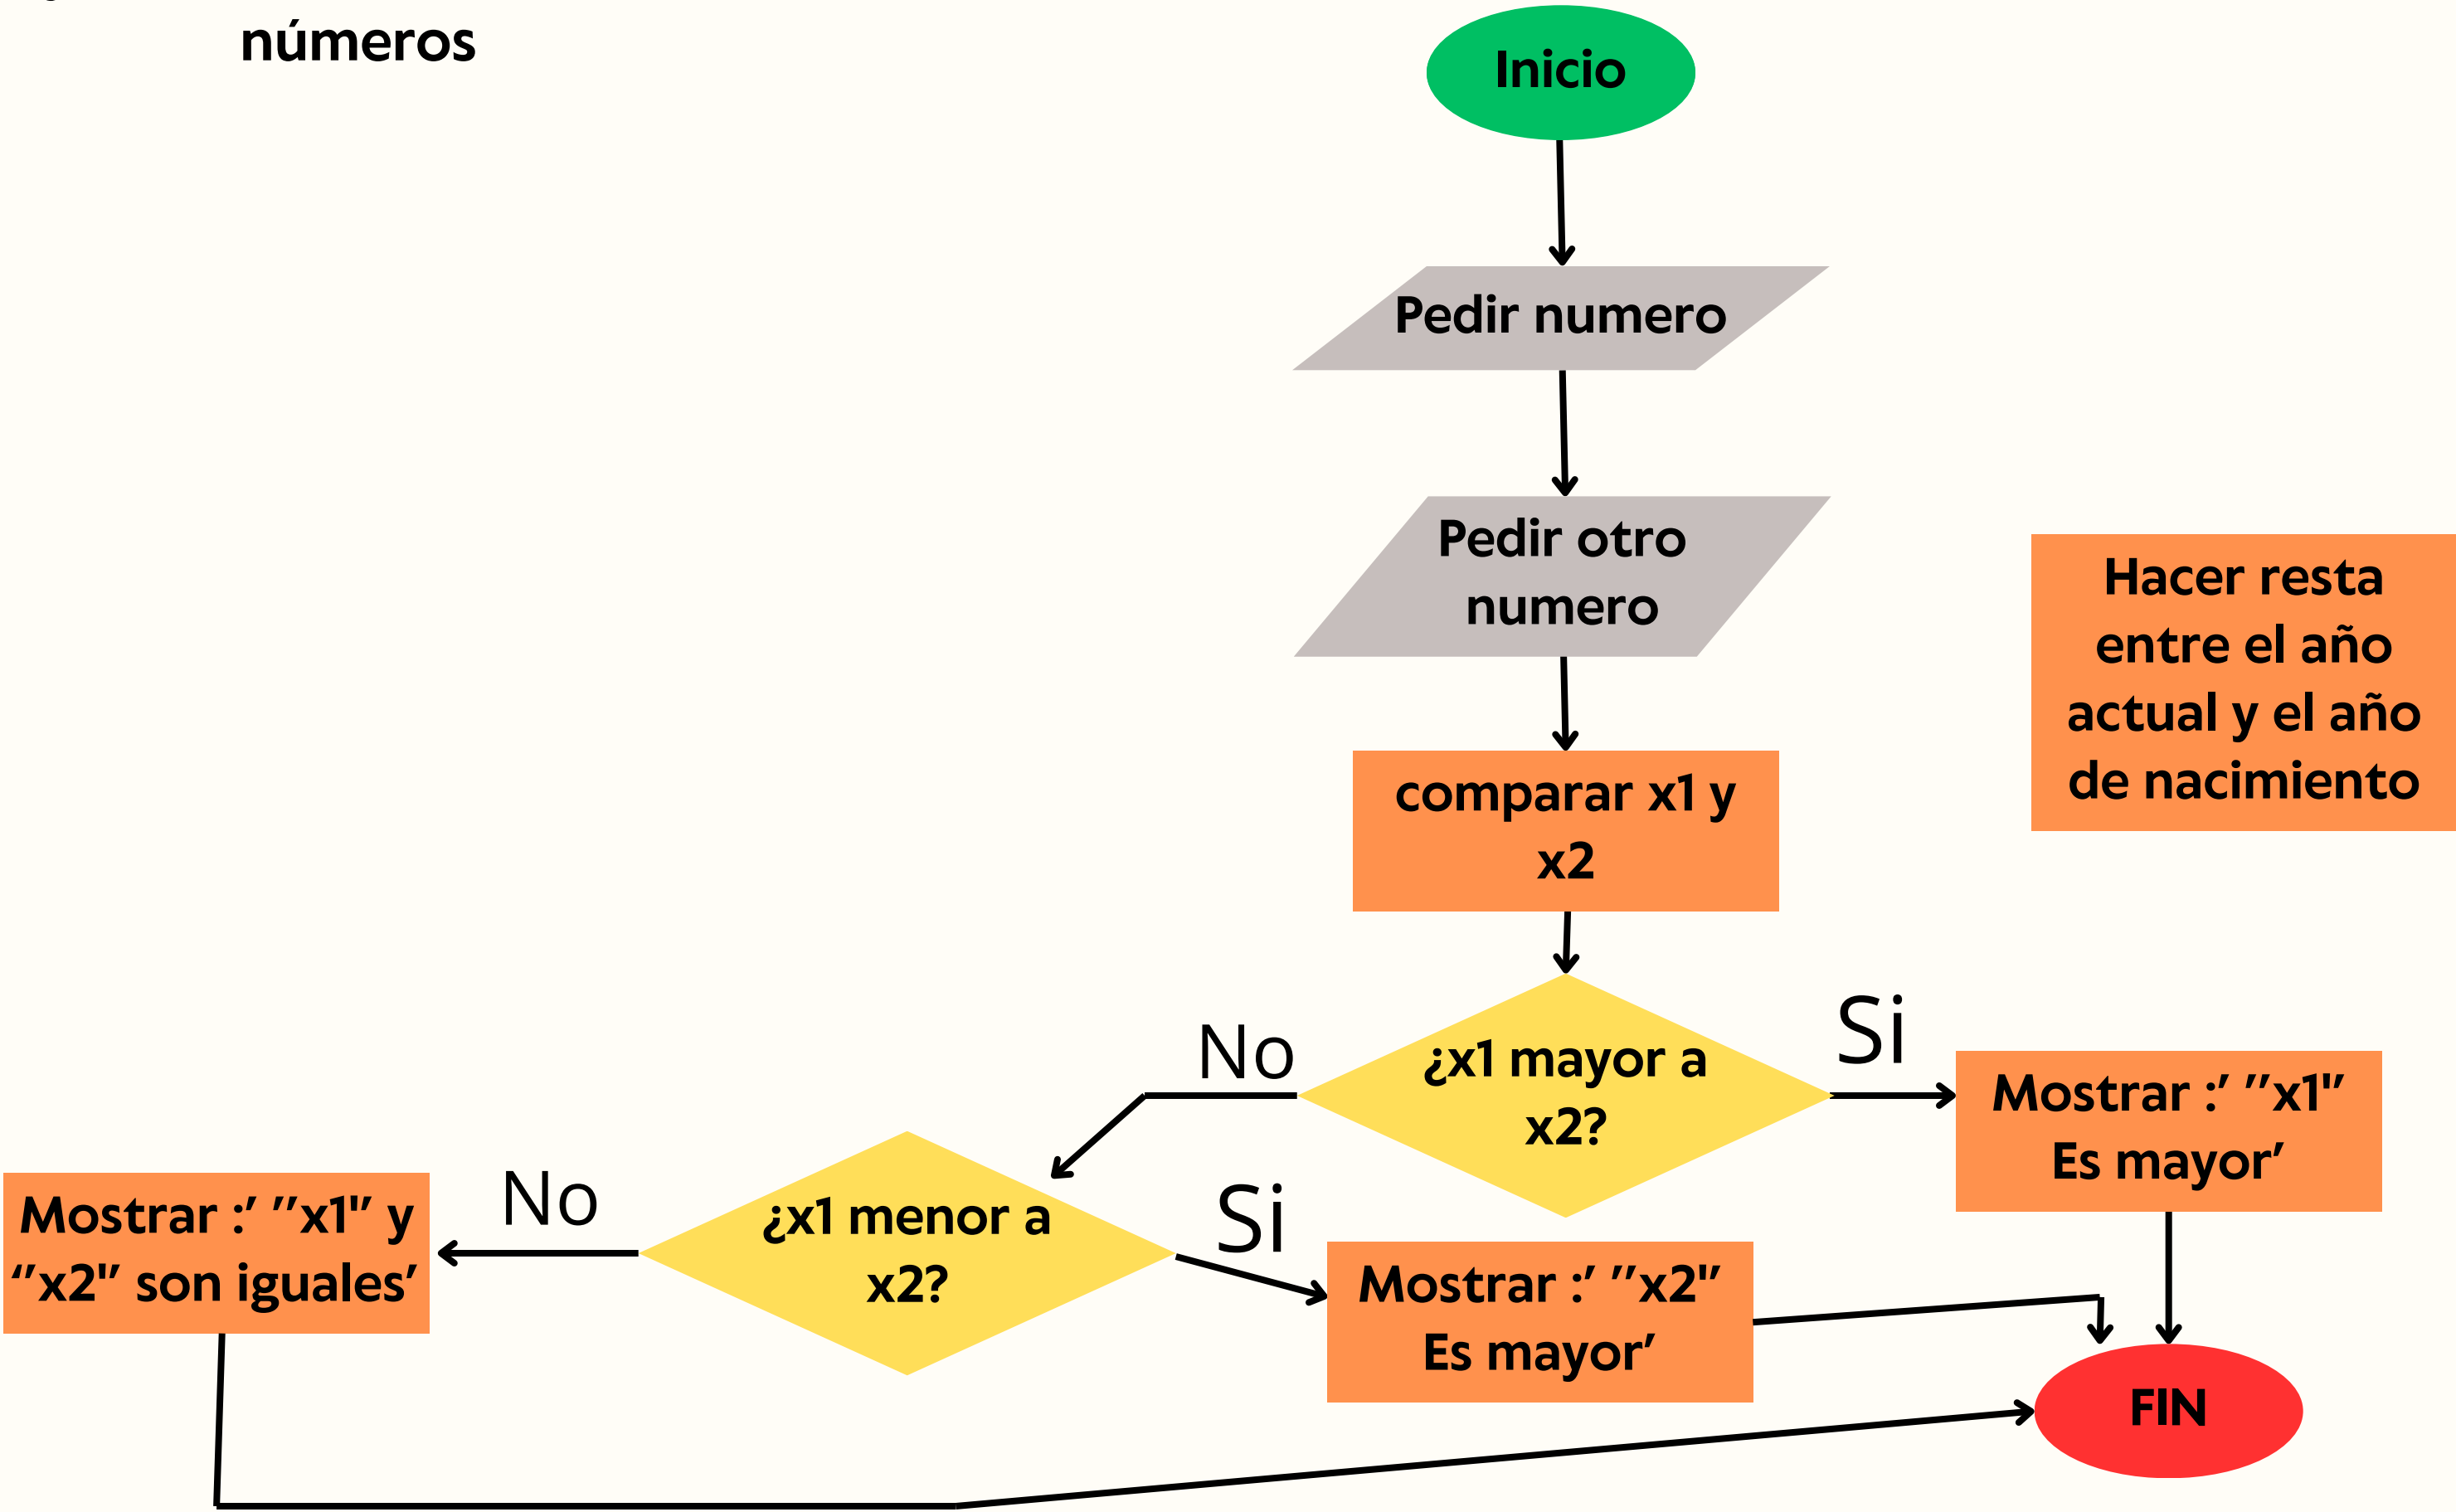 números
Inicio
Pedir numero
Pedir otro
numero
Hacer resta
entre el año
actual y el año
de nacimiento
comparar x1 y
x2
¿x1 mayor a
x2?
No
Si
Mostrar :’ ”x1"”
Es mayor’
¿x1 menor a
x2?
No
Si
Mostrar :’ ”x1"” y
”x2"”son iguales’
Mostrar :’ ”x2"”
Es mayor’
FIN